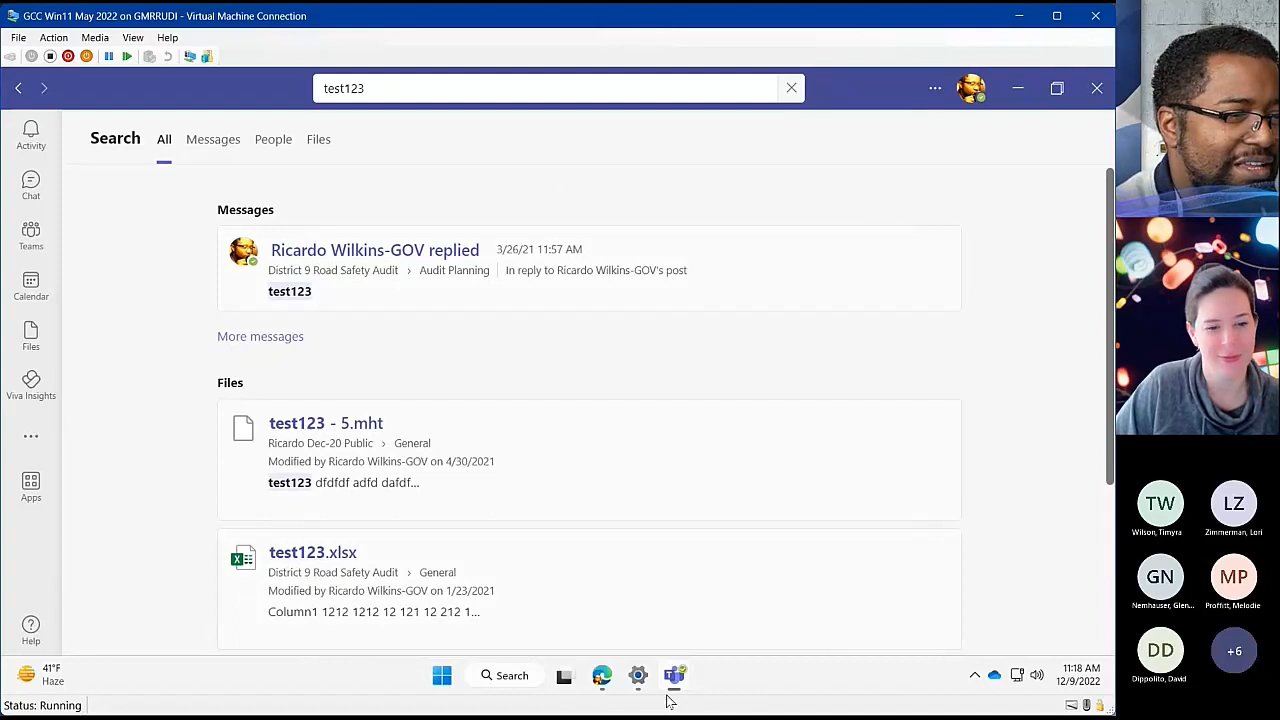 GCC Win11 May 2022 on GMRRUDI - Virtual Machine Connection
File Action Media View Help
test123
Activity
Chat
Teams
Calendar
Files
Viva Insights
Apps
Help
Search All Messages People Files
Messages
Ricardo Wilkins-GOV replied 3/26/21 11:57 AM
District 9 Road Safety Audit › Audit Planning In reply to Ricardo Wilkins-GOV's post
test123
More messages
Files
test123 - 5.mht
Ricardo Dec-20 Public › General
Modified by Ricardo Wilkins-GOV on 4/30/2021
test123 dfdfdf adfd dafdf...
test123.xlsx
District 9 Road Safety Audit › General
Modified by Ricardo Wilkins-GOV on 1/23/2021
Column1 1212 1212 12 121 12 212 1...
41°F
Haze
Search
11:18 AM
12/9/2022
Status: Running
TW LZ
Wilson, Timyra Zimmerman, Lori
GN MP
Nemhauser, Glen... Proffitt, Melodie
DD +6
Dippolito, David